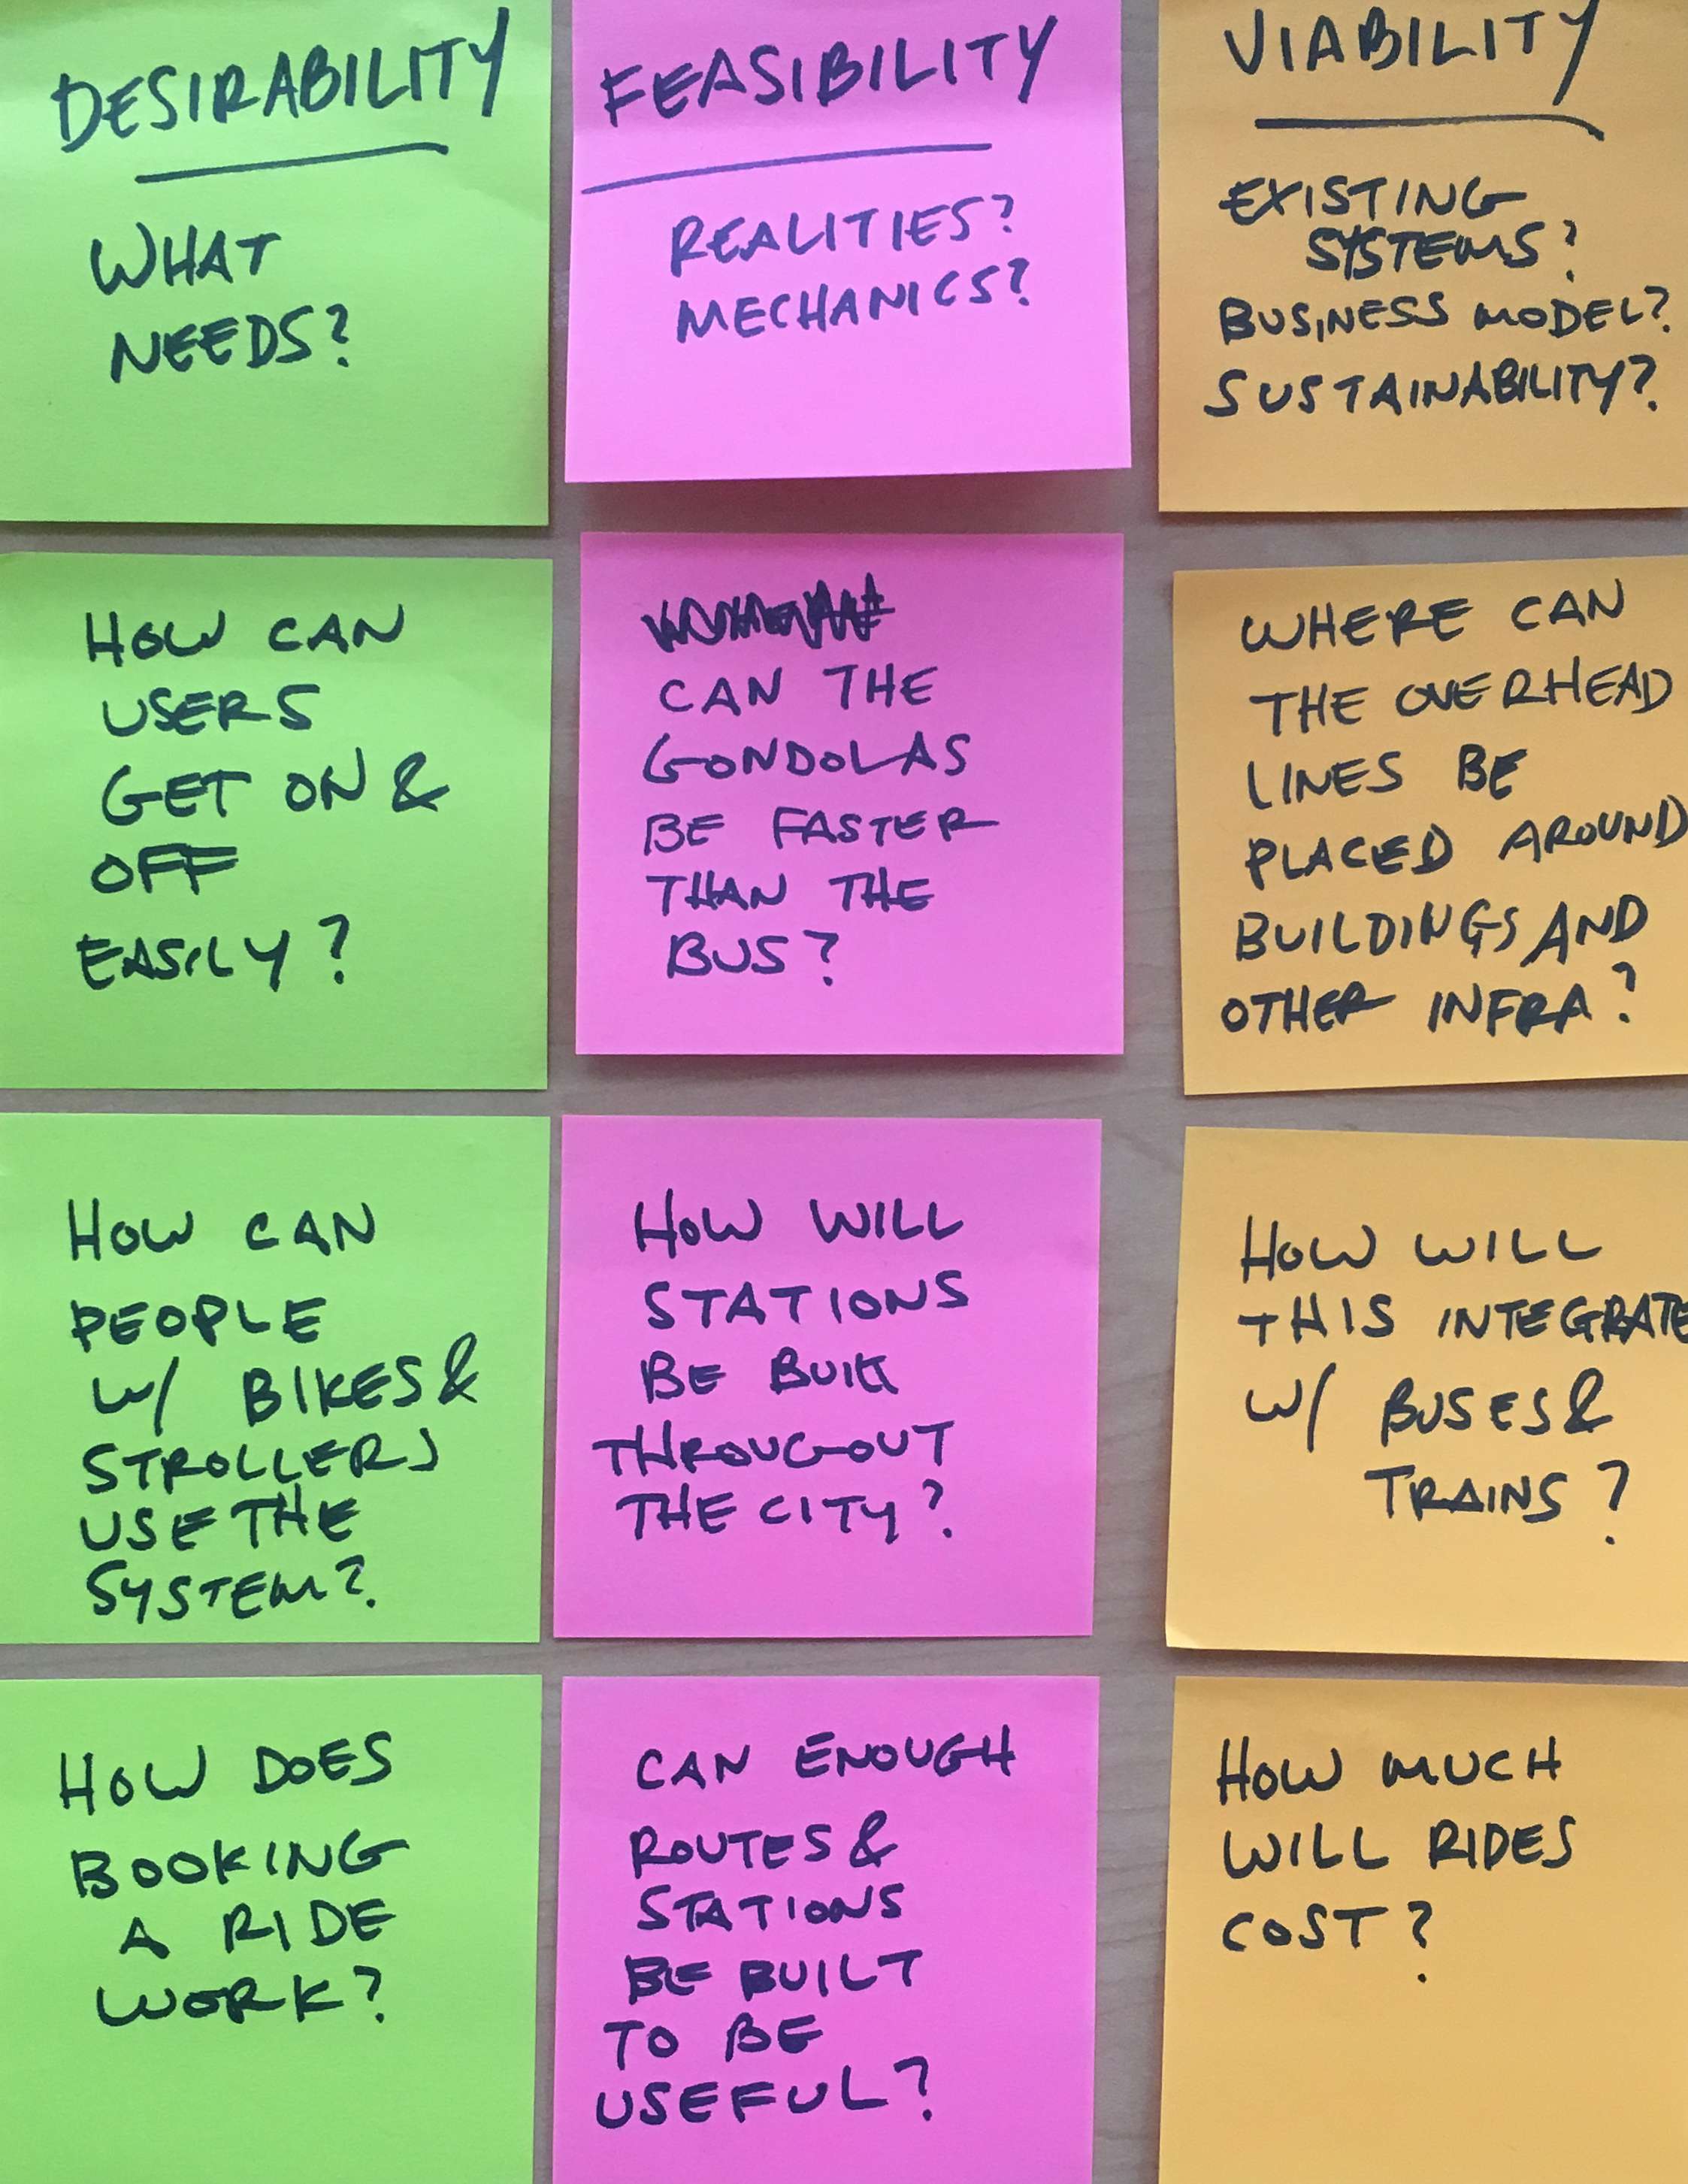 DESIRABILITY
WHAT
NEEDS?
HOW CAN
USERS
GET ON &
OFF
EASILY?
HOW CAN
PEOPLE
W/ BIKES &
STROLLERS
USE THE
SYSTEM?
HOW DOES
BOOKING
A RIDE
WORK?
FEASIBILITY
REALITIES?
MECHANICS?
CAN THE
GONDOLAS
BE FASTER
THAN THE
BUS?
HOW WILL
STATIONS
BE BUILT
THROUGOUT
THE CITY?
CAN ENOUGH
ROUTES &
STATIONS
BE BUILT
TO BE
USEFUL?
VIABILITY
EXISTING
SYSTEMS?
BUSINESS MODEL?
SUSTAINABILITY?
WHERE CAN
THE OVERHEAD
LINES BE
PLACED AROUND
BUILDINGS AND
OTHER INFRA?
HOW WILL
THIS INTEGRATE
W/ BUSES &
TRAINS?
HOW MUCH
WILL RIDES
COST?